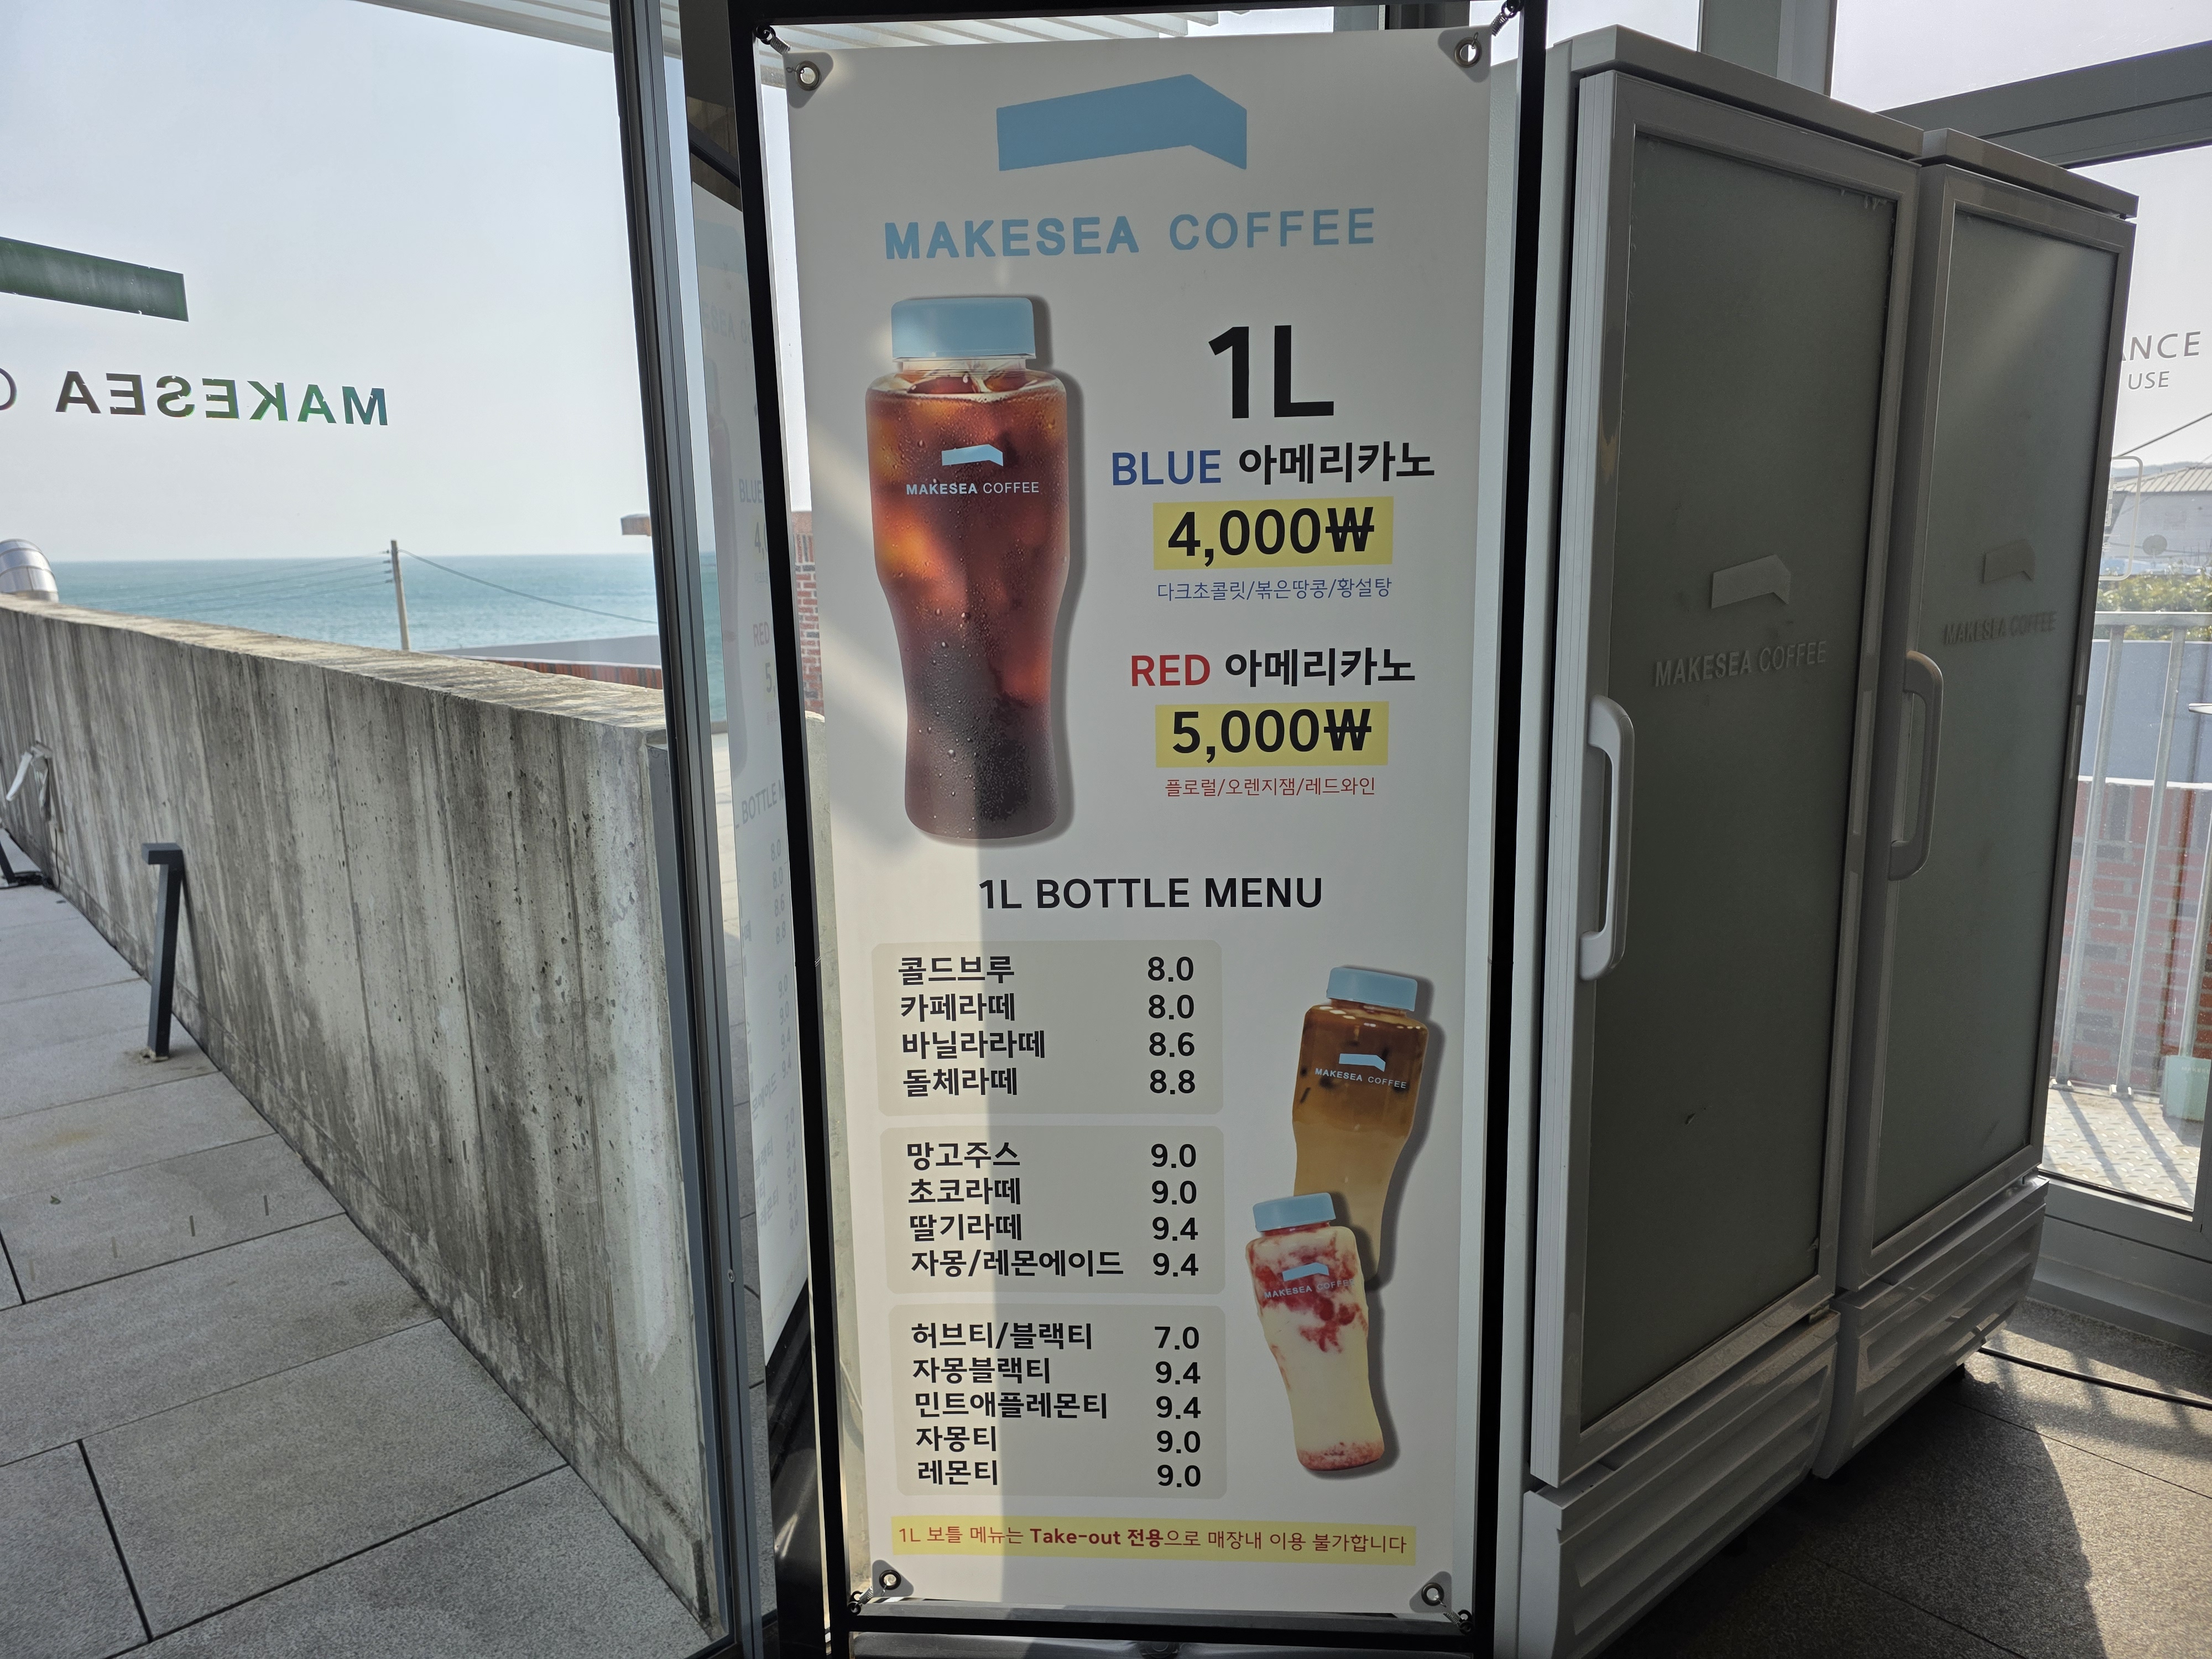 MAKESEA COFFEE
1L
BLUE 아메리카노
4,000₩
다크초콜릿/볶은땅콩/황설탕
RED 아메리카노
5,000₩
플로럴/오렌지잼/레드와인
MAKESEA COFFEE
1L BOTTLE MENU
콜드브루 8.0
카페라떼 8.0
바닐라라떼 8.6
돌체라떼 8.8
망고주스 9.0
초코라떼 9.0
딸기라떼 9.4
자몽/레몬에이드 9.4
허브티/블랙티 7.0
자몽블랙티 9.4
민트애플레몬티 9.4
자몽티 9.0
레몬티 9.0
MAKESEA COFFEE
MAKESEA COFFEE
1L 보틀 메뉴는 Take-out 전용으로 매장내 이용 불가합니다
MAKESEA
MAKESEA COFFEE
MAKESEA COFFEE